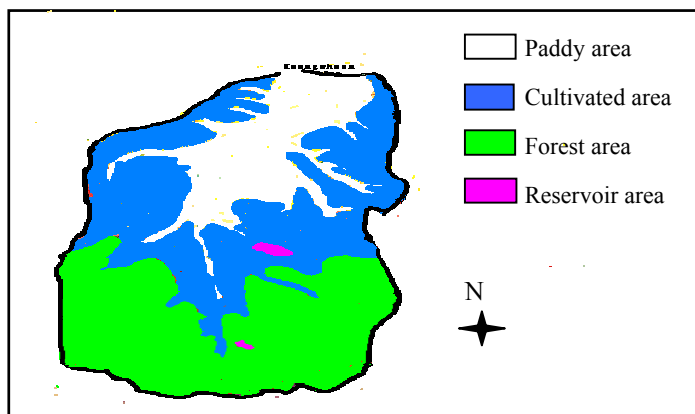 Paddy area
Cultivated area
Forest area
Reservoir area
N